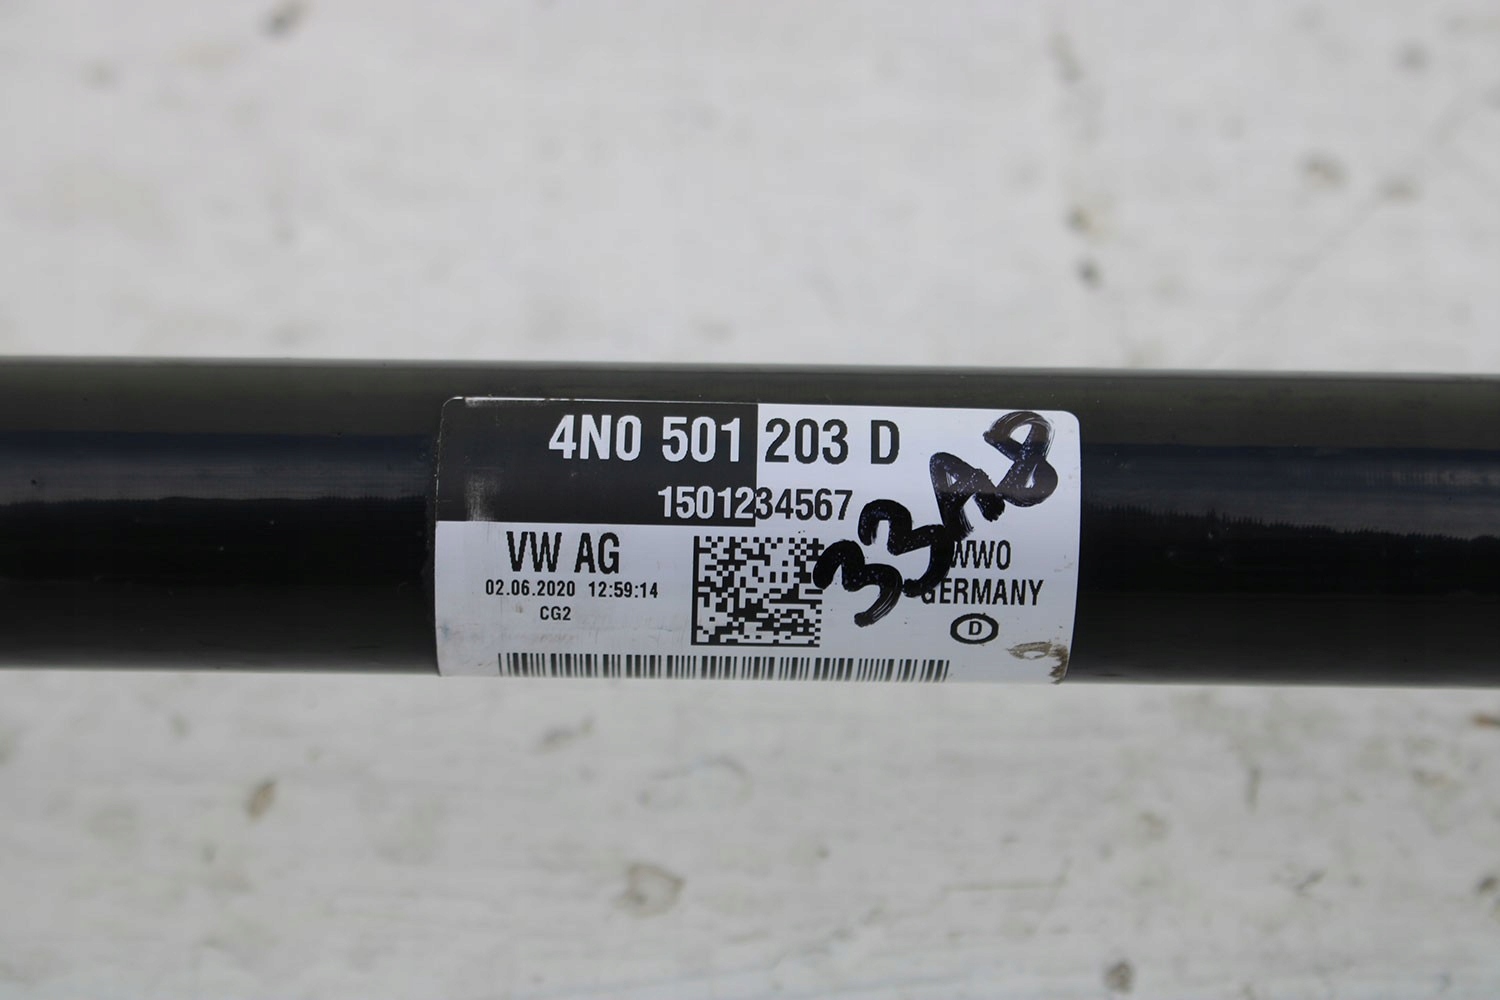 4N0 501 203 D
1501234567
VW AG
02.06.2020 12:59:14
CG2
WWO
GERMANY
D
33A8